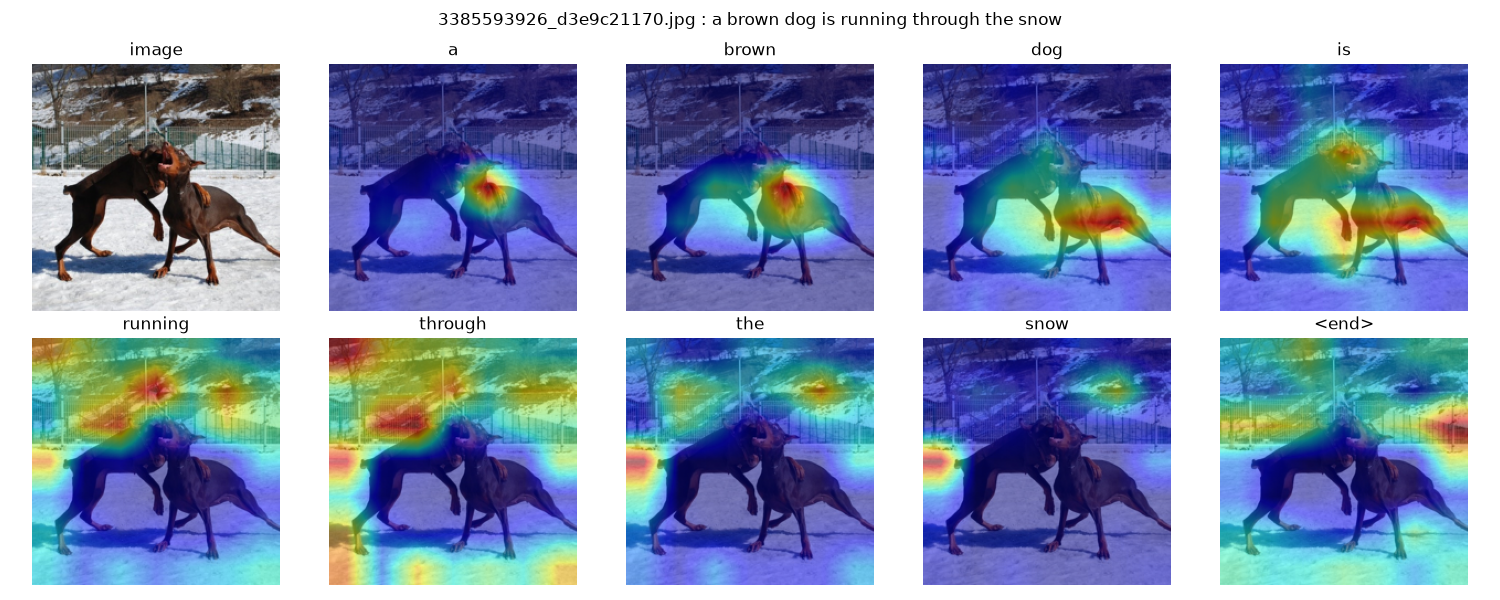 3385593926_d3e9c21170.jpg : a brown dog is running through the snow
image a brown dog is
running through the snow <end>